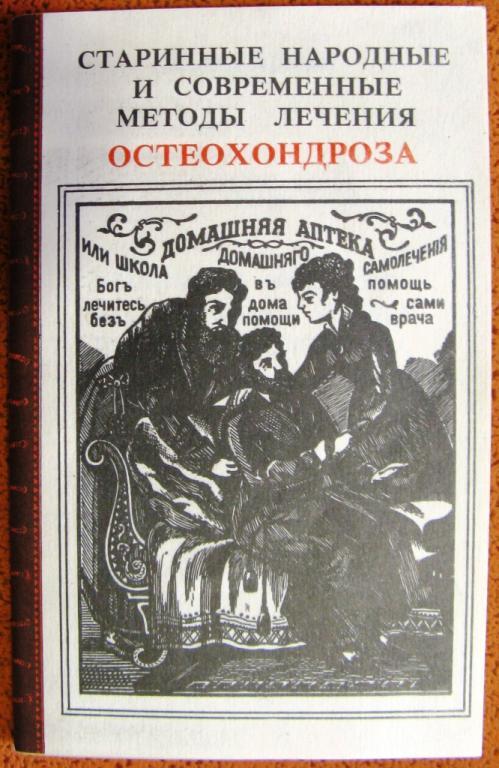 СТАРИННЫЕ НАРОДНЫЕ
И СОВРЕМЕННЫЕ
МЕТОДЫ ЛЕЧЕНИЯ
ОСТЕОХОНДРОЗА
ДОМАШНЯЯ АПТЕКА
ИЛИ ШКОЛА ДОМАШНЯГО САМОЛЕЧЕНІЯ
Богъ въ помощь
лечитесь дома сами
безъ помощи врача